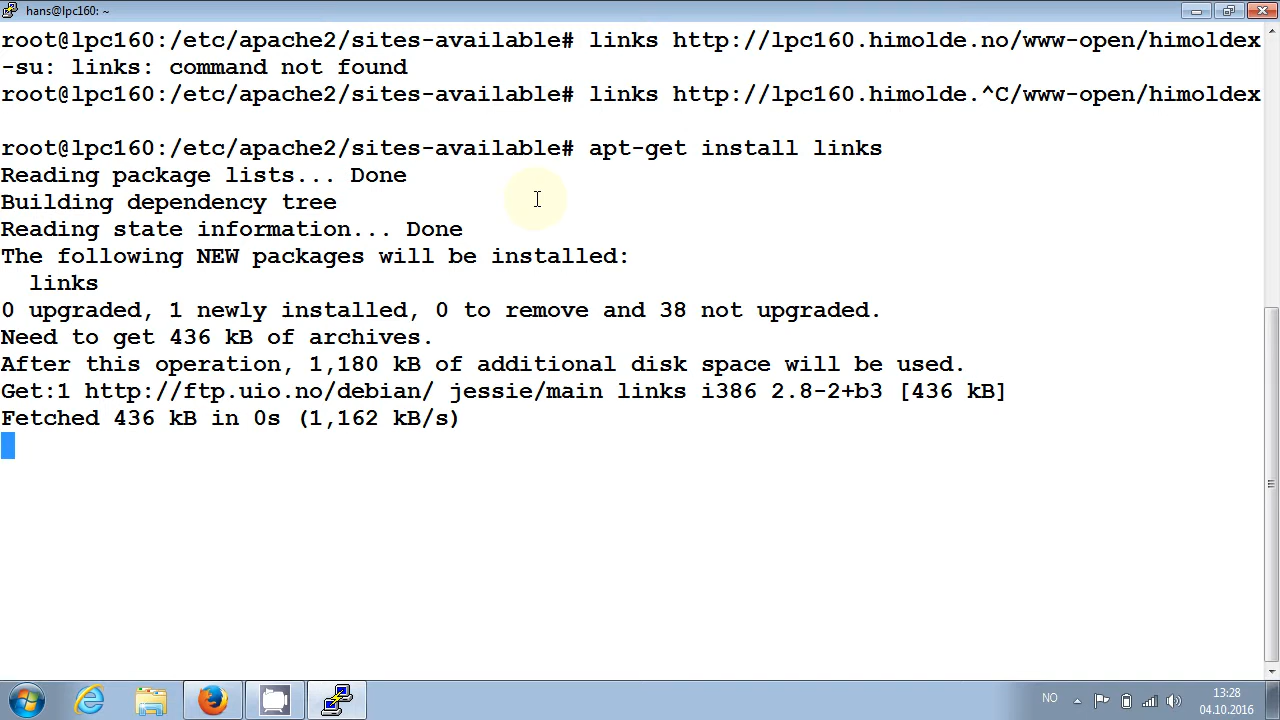 hans@lpc160: ~
root@lpc160:/etc/apache2/sites-available# links http://lpc160.himolde.no/www-open/himoldex
-su: links: command not found
root@lpc160:/etc/apache2/sites-available# links http://lpc160.himolde.^C/www-open/himoldex
root@lpc160:/etc/apache2/sites-available# apt-get install links
Reading package lists... Done
Building dependency tree
Reading state information... Done
The following NEW packages will be installed:
  links
0 upgraded, 1 newly installed, 0 to remove and 38 not upgraded.
Need to get 436 kB of archives.
After this operation, 1,180 kB of additional disk space will be used.
Get:1 http://ftp.uio.no/debian/ jessie/main links i386 2.8-2+b3 [436 kB]
Fetched 436 kB in 0s (1,162 kB/s)
NO
13:28
04.10.2016